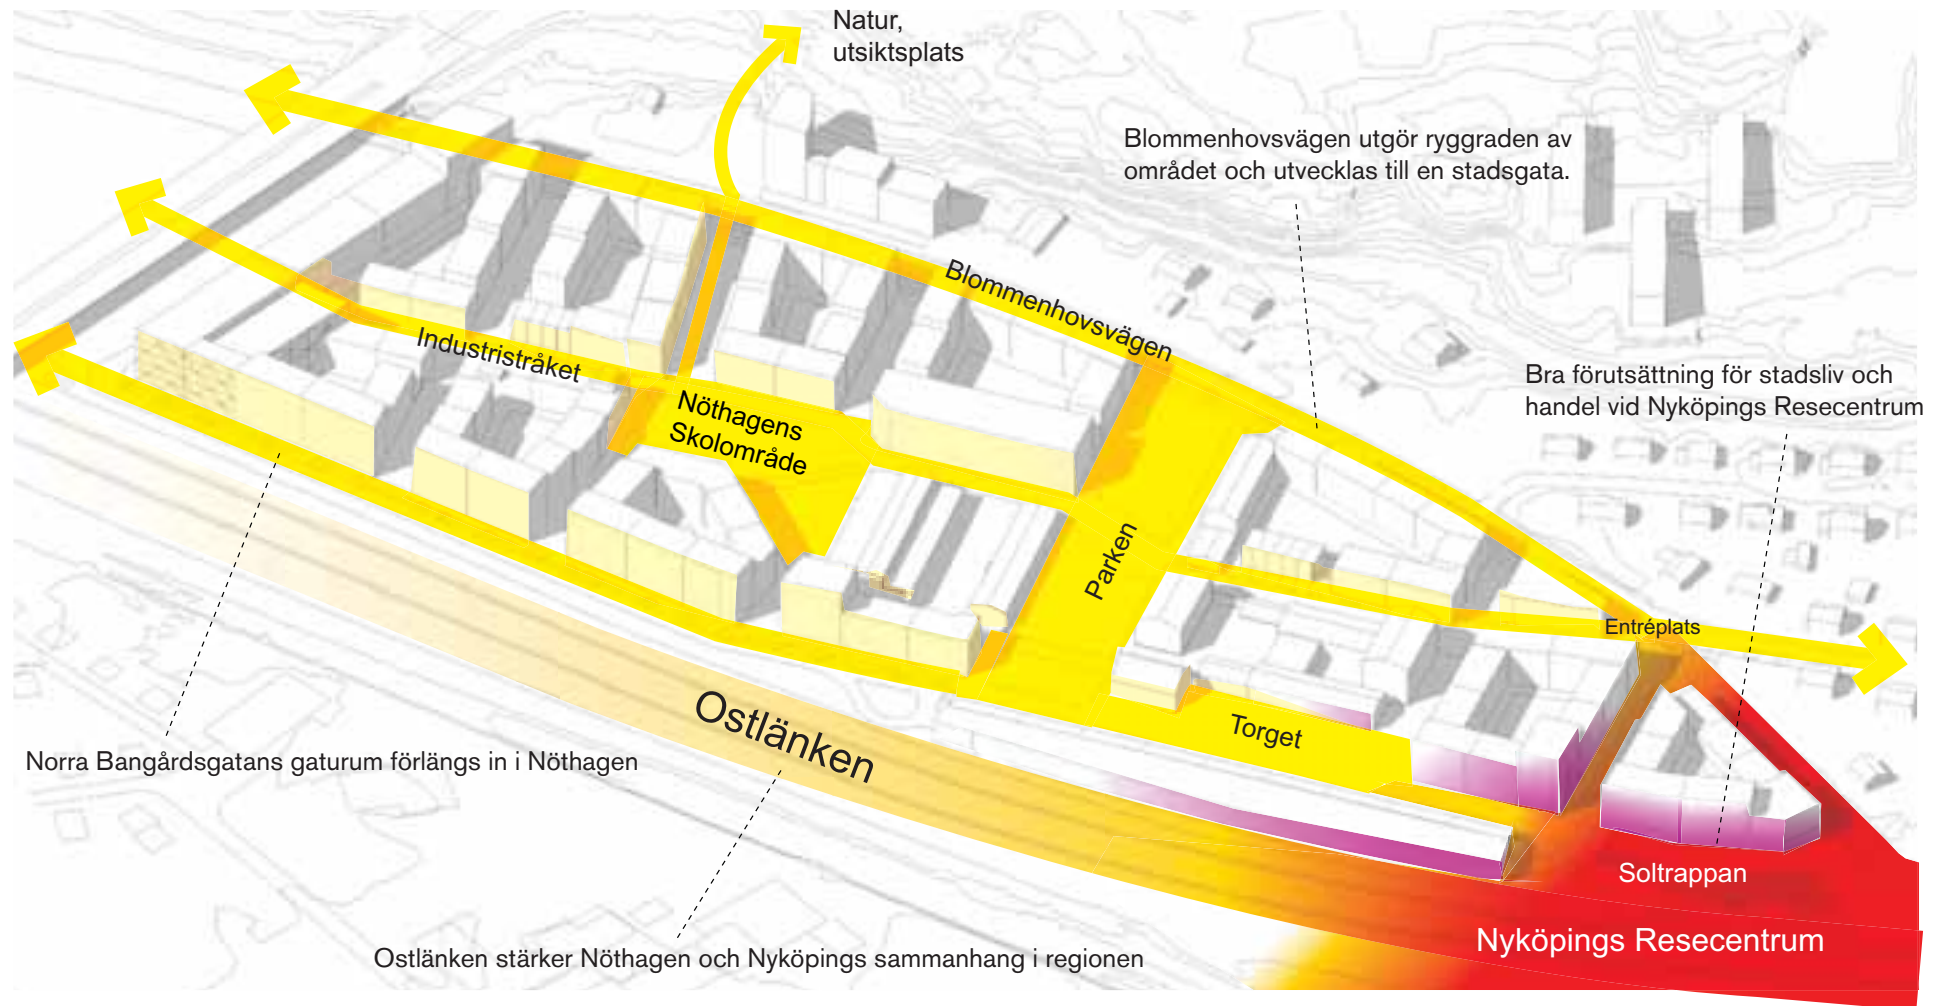 Natur,
utsiktsplats
Blommenhovsvägen utgör ryggraden av
området och utvecklas till en stadsgata.
Blommenhovsvägen
Industristråket
Nöthagens
Skolområde
Bra förutsättning för stadsliv och
handel vid Nyköpings Resecentrum
Parken
Entréplats
Torget
Ostlänken
Norra Bangårdsgatans gaturum förlängs in i Nöthagen
Soltrappan
Nyköpings Resecentrum
Ostlänken stärker Nöthagen och Nyköpings sammanhang i regionen